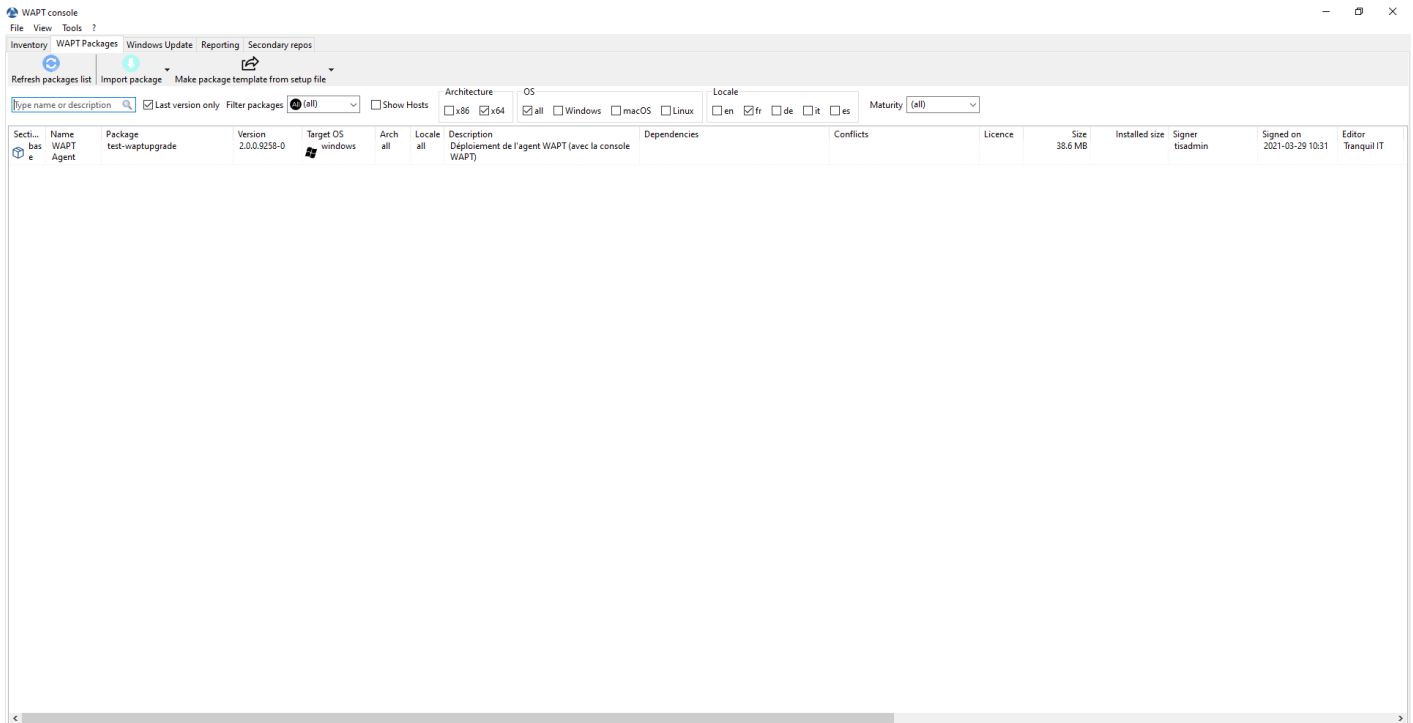 WAPT console
File View Tools ?
Inventory WAPT Packages Windows Update Reporting Secondary repos
Refresh packages list Import package Make package template from setup file
Type name or description Last version only Filter packages All (all) Show Hosts
Architecture OS Locale
x86 x64 all Windows macOS Linux en fr de it es Maturity (all)
Secti... Name Package Version Target OS Arch Locale Description Dependencies Conflicts Licence Size Installed size Signer Signed on Editor
bas WAPT test-waptupgrade 2.0.0.9258-0 windows all all Déploiement de l'agent WAPT (avec la console 38.6 MB tisadmin 2021-03-29 10:31 Tranquil IT
e Agent WAPT)